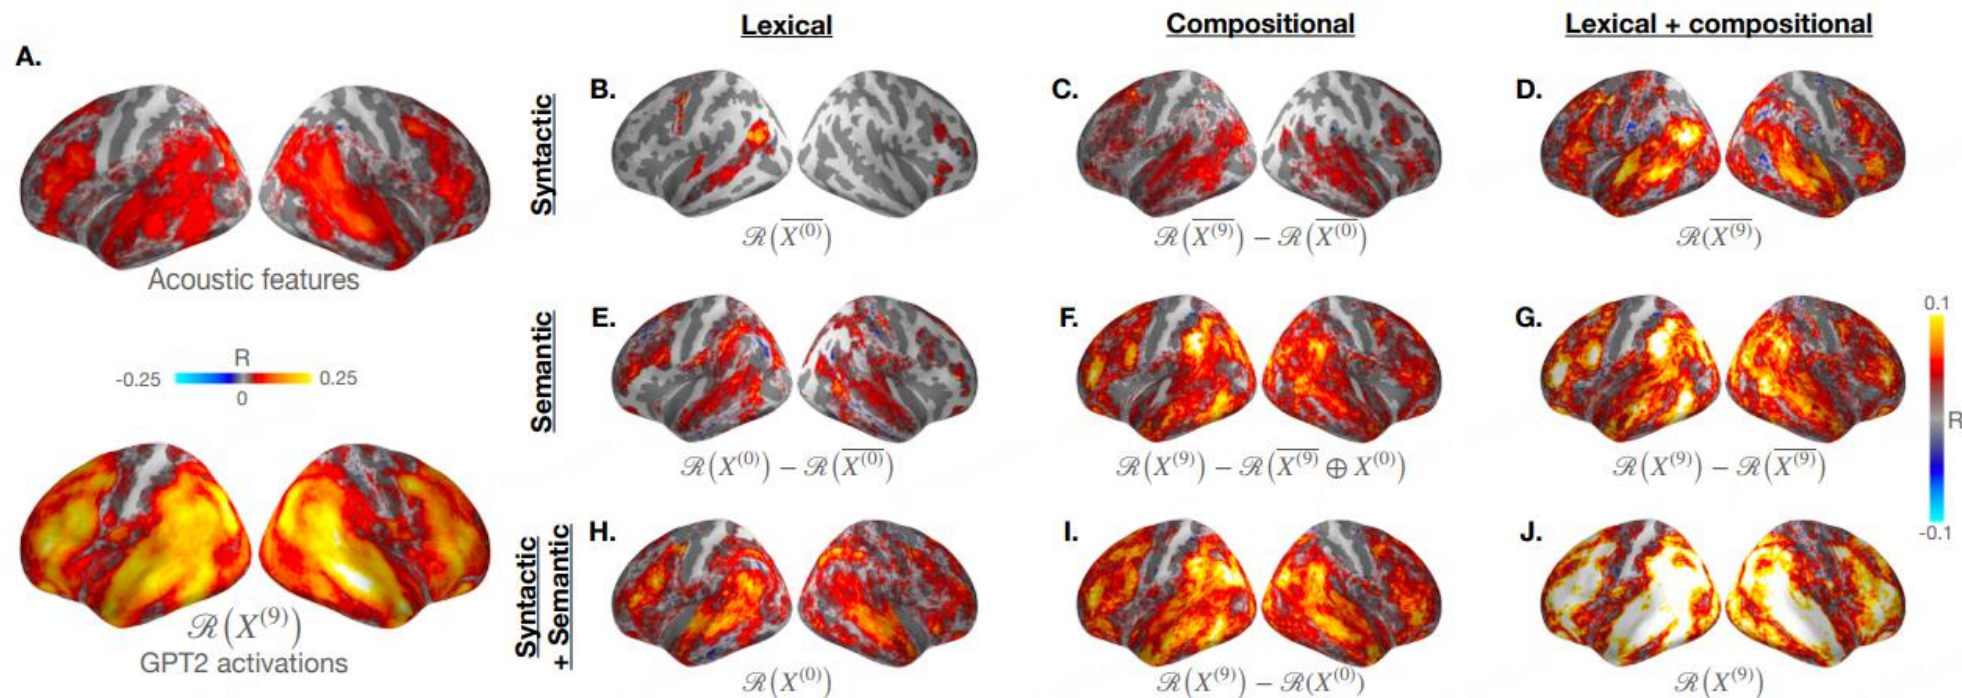 Lexical
Compositional
Lexical + compositional
A.
Acoustic features
R
-0.25
0.25
0
ℛ(X⁽⁹⁾)
GPT2 activations
Syntactic
B.
ℛ(X̅⁽⁰⁾)
C.
ℛ(X̅⁽⁹⁾) − ℛ(X̅⁽⁰⁾)
D.
ℛ(X̅⁽⁹⁾)
Semantic
E.
ℛ(X⁽⁰⁾) − ℛ(X̅⁽⁰⁾)
F.
ℛ(X⁽⁹⁾) − ℛ(X̅⁽⁹⁾ ⊕ X⁽⁰⁾)
G.
ℛ(X⁽⁹⁾) − ℛ(X̅⁽⁹⁾)
0.1
R
-0.1
Syntactic
+ Semantic
H.
ℛ(X⁽⁰⁾)
I.
ℛ(X⁽⁹⁾) − ℛ(X⁽⁰⁾)
J.
ℛ(X⁽⁹⁾)